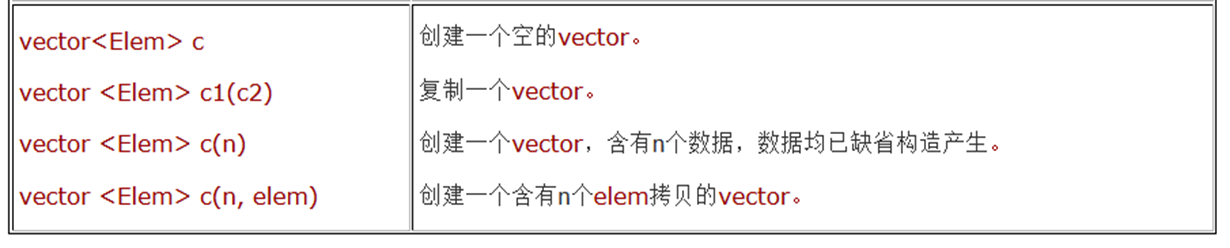 vector<Elem> c
创建一个空的vector。
vector <Elem> c1(c2)
复制一个vector。
vector <Elem> c(n)
创建一个vector，含有n个数据，数据均已缺省构造产生。
vector <Elem> c(n, elem)
创建一个含有n个elem拷贝的vector。